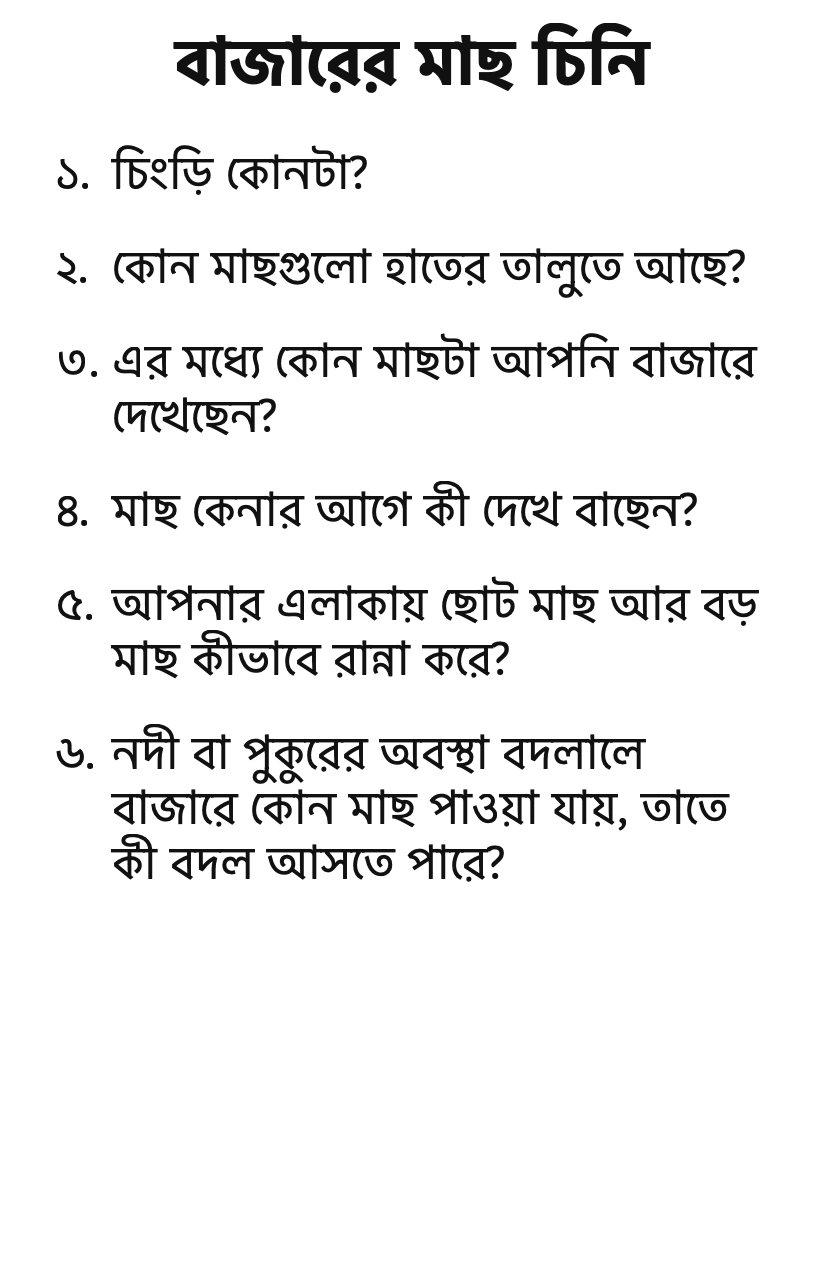 বাজারের মাছ চিনি
১. চিংড়ি কোনটা?
২. কোন মাছগুলো হাতের তালুতে আছে?
৩. এর মধ্যে কোন মাছটা আপনি বাজারে
দেখেছেন?
৪. মাছ কেনার আগে কী দেখে বাছেন?
৫. আপনার এলাকায় ছোট মাছ আর বড়
মাছ কীভাবে রান্না করে?
৬. নদী বা পুকুরের অবস্থা বদলালে
বাজারে কোন মাছ পাওয়া যায়, তাতে
কী বদল আসতে পারে?